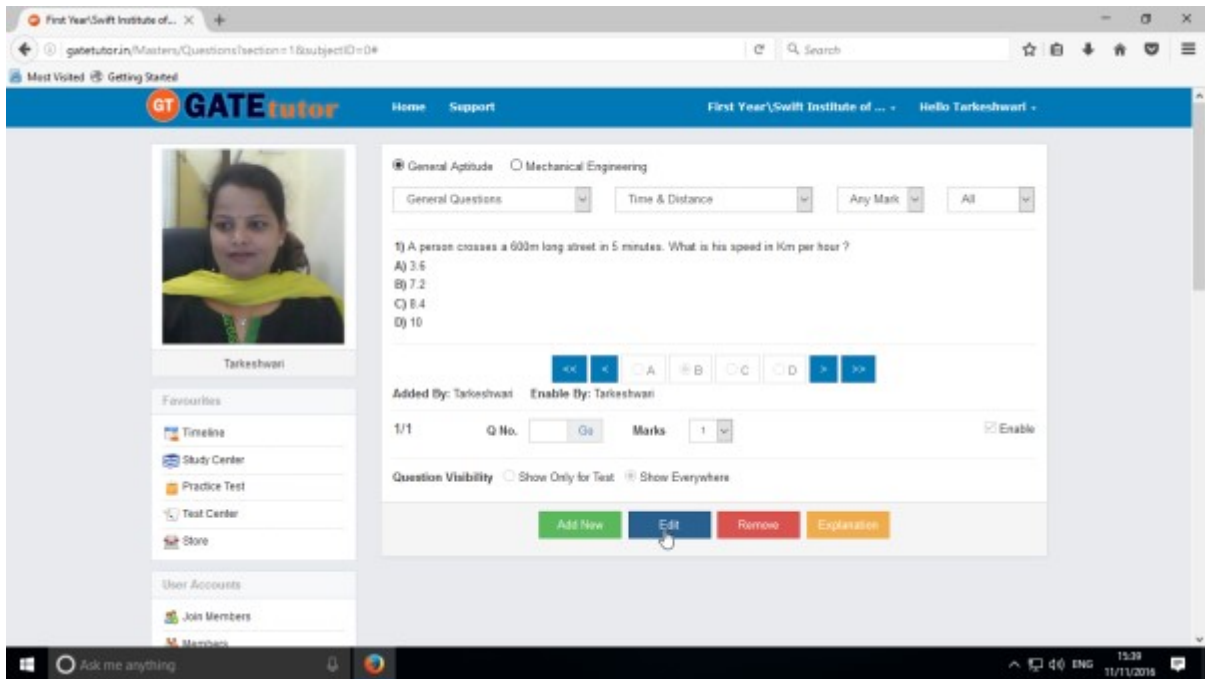 First Year\Swift Institute of...
gatetutor.in/Masters/Questions?section=1&subjectID=0#
Search
Most Visited Getting Started
GT GATEtutor Home Support First Year\Swift Institute of ... Hello Tarkeshwari
General Aptitude Mechanical Engineering
General Questions Time & Distance Any Mark All
1) A person crosses a 600m long street in 5 minutes. What is his speed in Km per hour ?
A) 3.6
B) 7.2
C) 8.4
D) 10
Tarkeshwari
<< < A B C D > >>
Added By: Tarkeshwari Enable By: Tarkeshwari
Favourites
1/1 Q No. Go Marks 1 Enable
Timeline
Study Center
Question Visibility Show Only for Test Show Everywhere
Practice Test
Test Center
Add New Edit Remove Explanation
Store
User Accounts
Join Members
Members
Ask me anything
ENG 15:39
11/11/2016